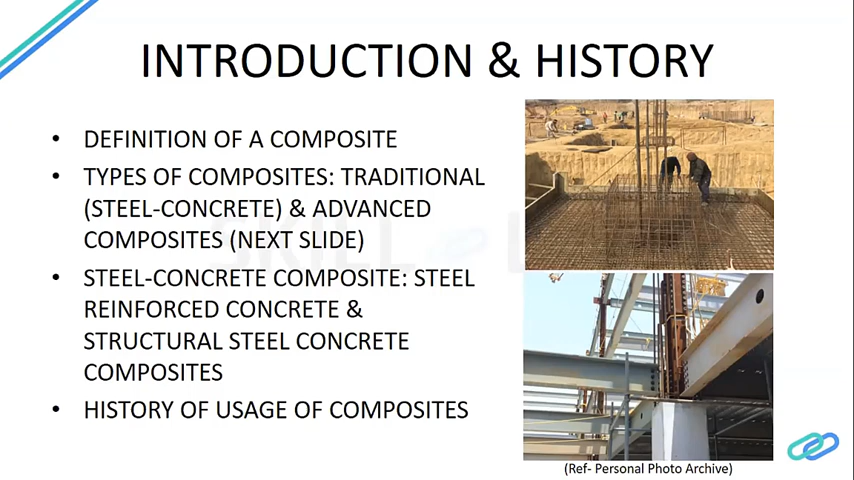 INTRODUCTION & HISTORY
• DEFINITION OF A COMPOSITE
• TYPES OF COMPOSITES: TRADITIONAL
(STEEL-CONCRETE) & ADVANCED
COMPOSITES (NEXT SLIDE)
• STEEL-CONCRETE COMPOSITE: STEEL
REINFORCED CONCRETE &
STRUCTURAL STEEL CONCRETE
COMPOSITES
• HISTORY OF USAGE OF COMPOSITES
(Ref- Personal Photo Archive)